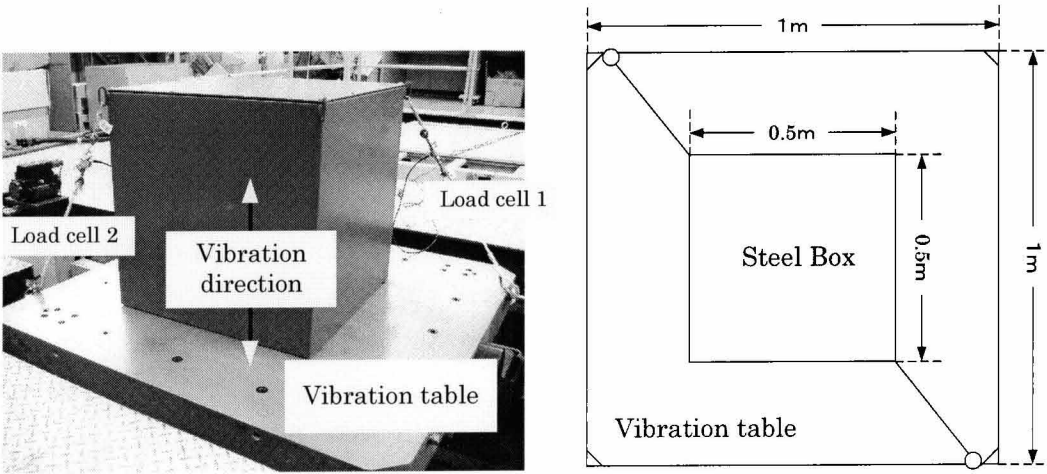 Load cell 1
Load cell 2
Vibration
direction
Vibration table
1m
0.5m
0.5m
1m
Steel Box
Vibration table